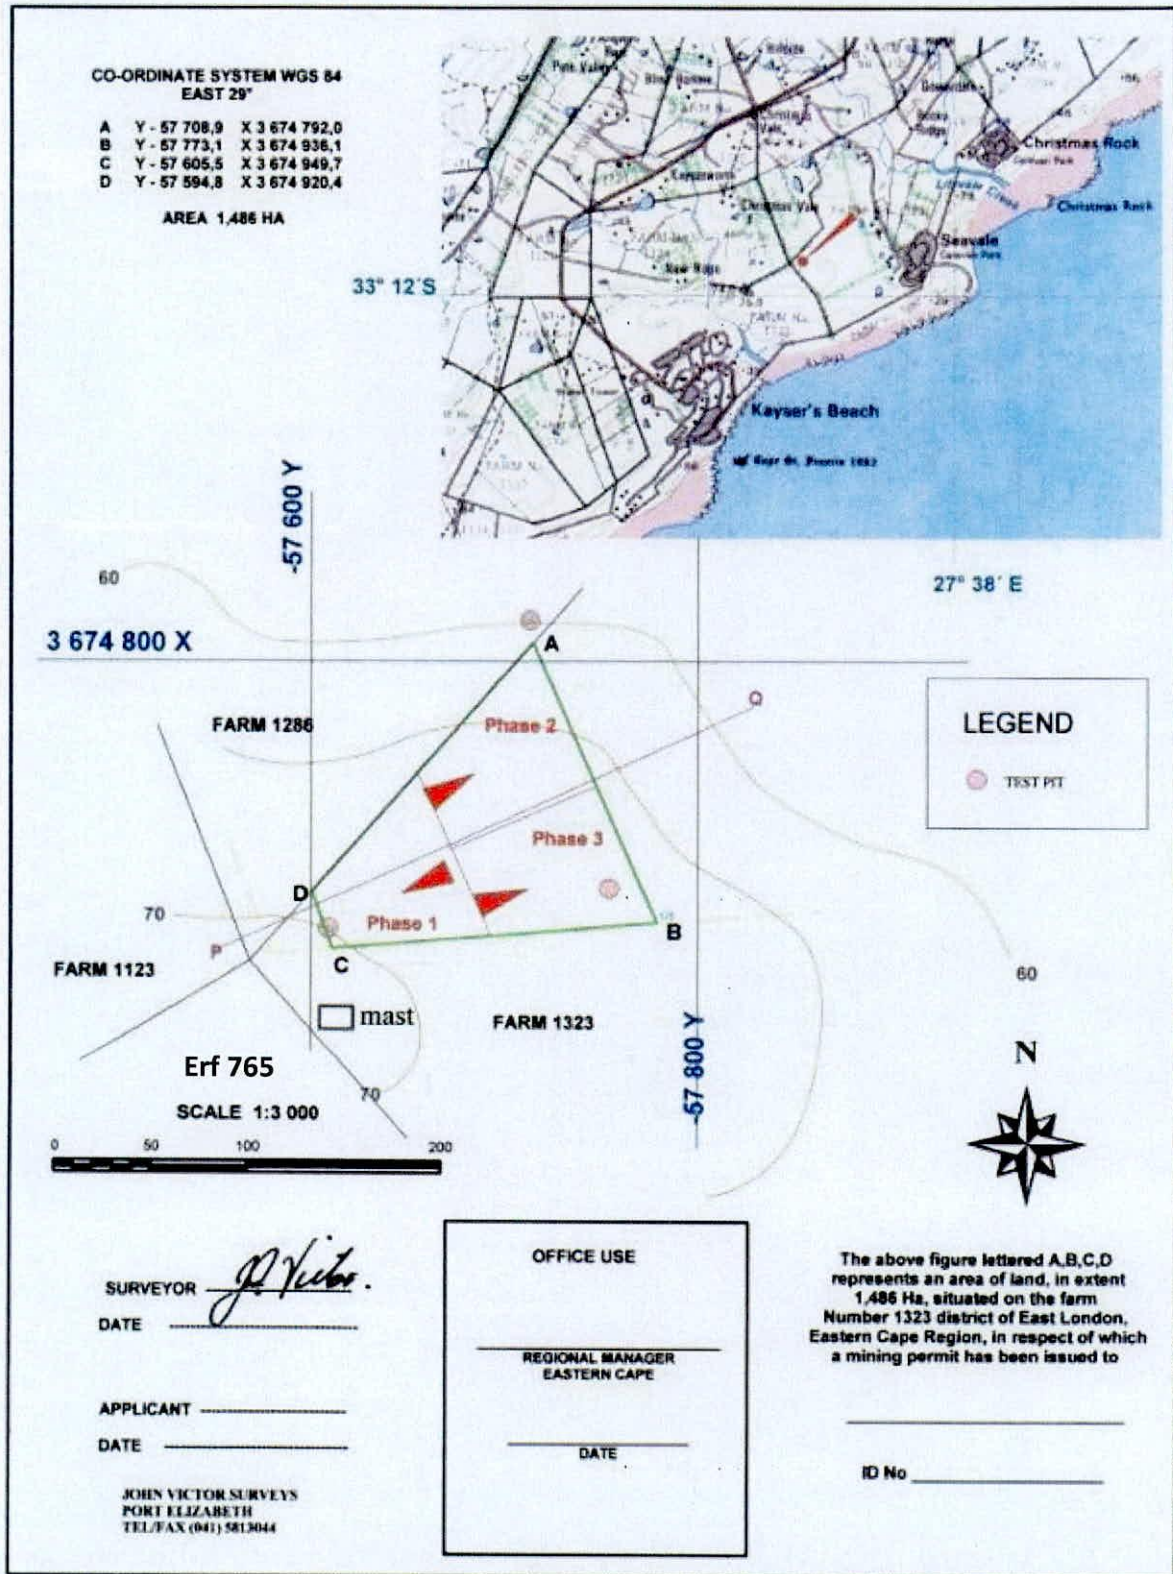 CO-ORDINATE SYSTEM WGS 84
EAST 29°
A Y - 57 708,9 X 3 674 792,0
B Y - 57 773,1 X 3 674 936,1
C Y - 57 605,5 X 3 674 949,7
D Y - 57 594,8 X 3 674 920,4
AREA 1,486 HA
Christmas Rock
Caravan Park
Christmas Rock
Christmas Vale
Seavale
Caravan Park
33° 12´S
Kayser's Beach
27° 38´ E
-57 600 Y
60
3 674 800 X
A
Q
FARM 1286
Phase 2
LEGEND
TEST PIT
Phase 3
D
70
Phase 1
B
P
C
FARM 1123
60
mast
FARM 1323
-57 800 Y
N
Erf 765
70
SCALE 1:3 000
0 50 100 200
SURVEYOR
DATE
APPLICANT
DATE
JOHN VICTOR SURVEYS
PORT ELIZABETH
TEL/FAX (041) 5813044
OFFICE USE
REGIONAL MANAGER
EASTERN CAPE
DATE
The above figure lettered A,B,C,D
represents an area of land, in extent
1,486 Ha, situated on the farm
Number 1323 district of East London,
Eastern Cape Region, in respect of which
a mining permit has been issued to
ID No